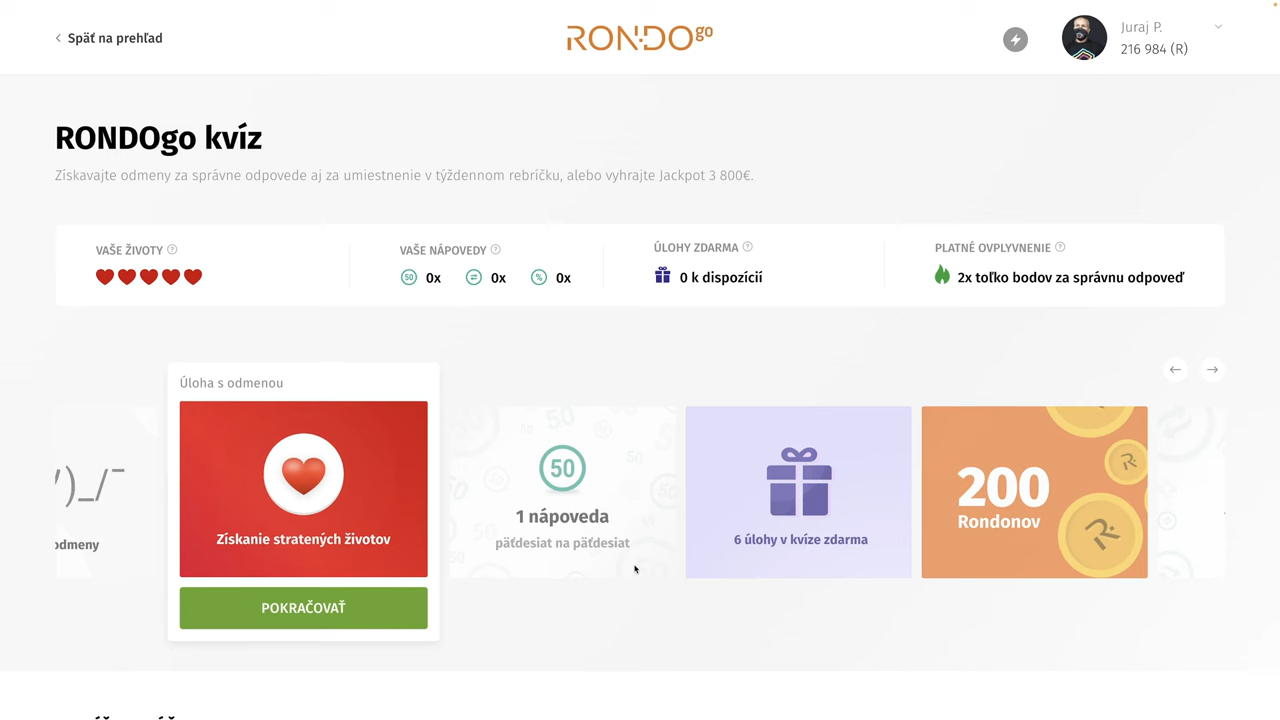 Späť na prehľad
RONDOgo
Juraj P.
216 984 (R)
RONDOgo kvíz
Získavajte odmeny za správne odpovede aj za umiestnenie v týždennom rebríčku, alebo vyhrajte Jackpot 3 800€.
VAŠE ŽIVOTY ?
VAŠE NÁPOVEDY ?
50 0x 0x % 0x
ÚLOHY ZDARMA ?
0 k dispozícií
PLATNÉ OVPLYVNENIE ?
2x toľko bodov za správnu odpoveď
)_/¯
odmeny
Úloha s odmenou
Získanie stratených životov
POKRAČOVAŤ
50
1 nápoveda
päťdesiat na päťdesiat
6 úlohy v kvíze zdarma
200
Rondonov